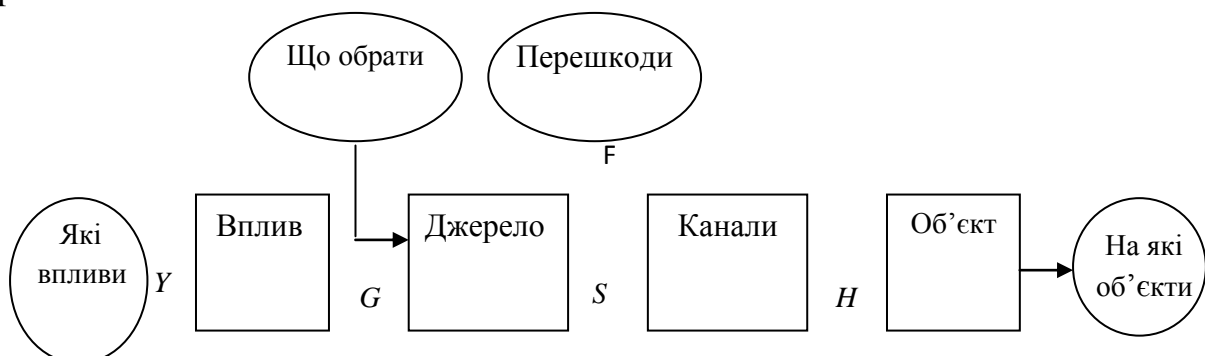 Що обрати
Перешкоди
F
Які
впливи
Y
Вплив
G
Джерело
S
Канали
H
Об’єкт
На які
об’єкти